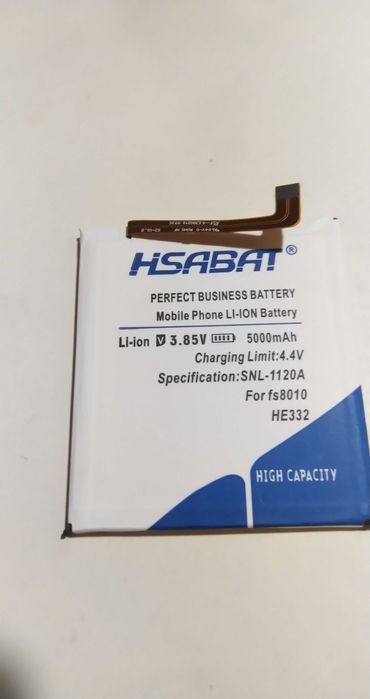 HSABAT®
PERFECT BUSINESS BATTERY
Mobile Phone LI-ION Battery
Li-ion V 3.85V 5000mAh
Charging Limit:4.4V
Specification:SNL-1120A
For fs8010
HE332
HIGH CAPACITY